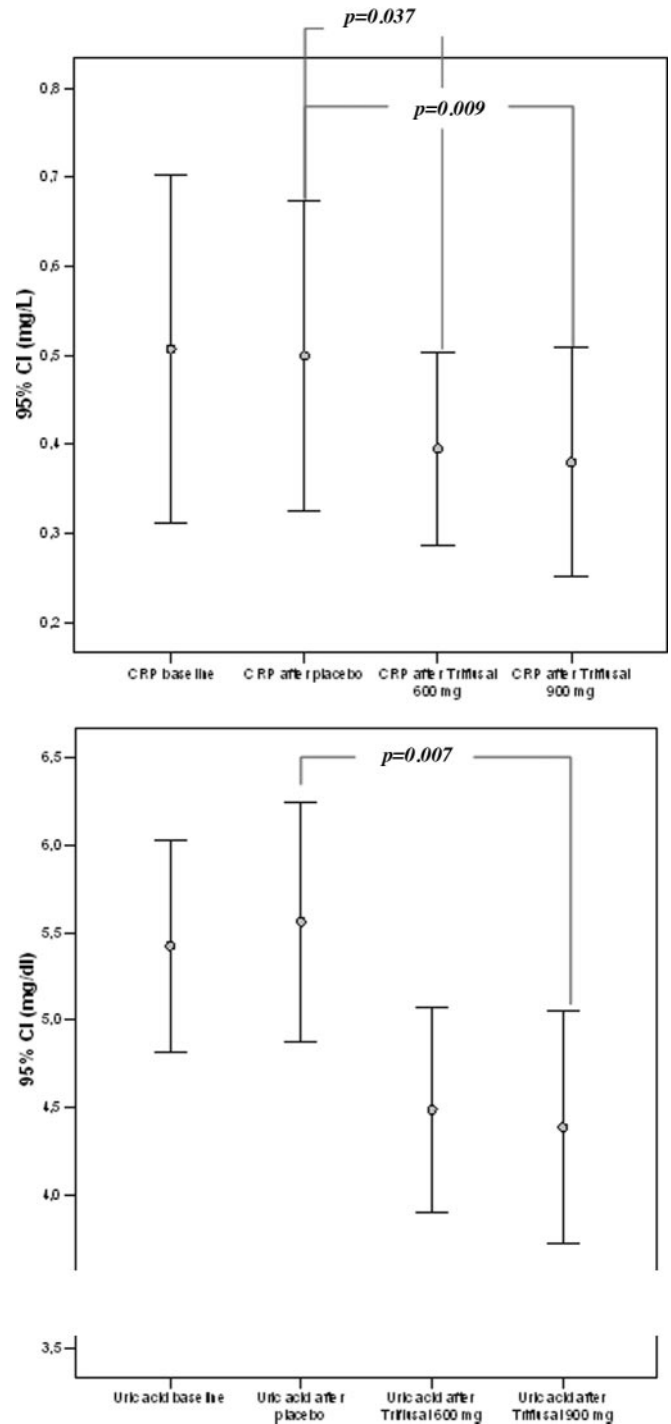 p=0.037
0,8
p=0.009
0,7
0,6
0,5
0,4
0,3
0,2
95% CI (mg/L)
CRP baseline
CRP after placebo
CRP after Triflusal 600 mg
CRP after Triflusal 900 mg
6,5
p=0.007
6,0
5,5
5,0
4,5
4,0
3,5
95% CI (mg/dl)
Uric acid baseline
Uric acid after placebo
Uric acid after Triflusal 600 mg
Uric acid after Triflusal 900 mg